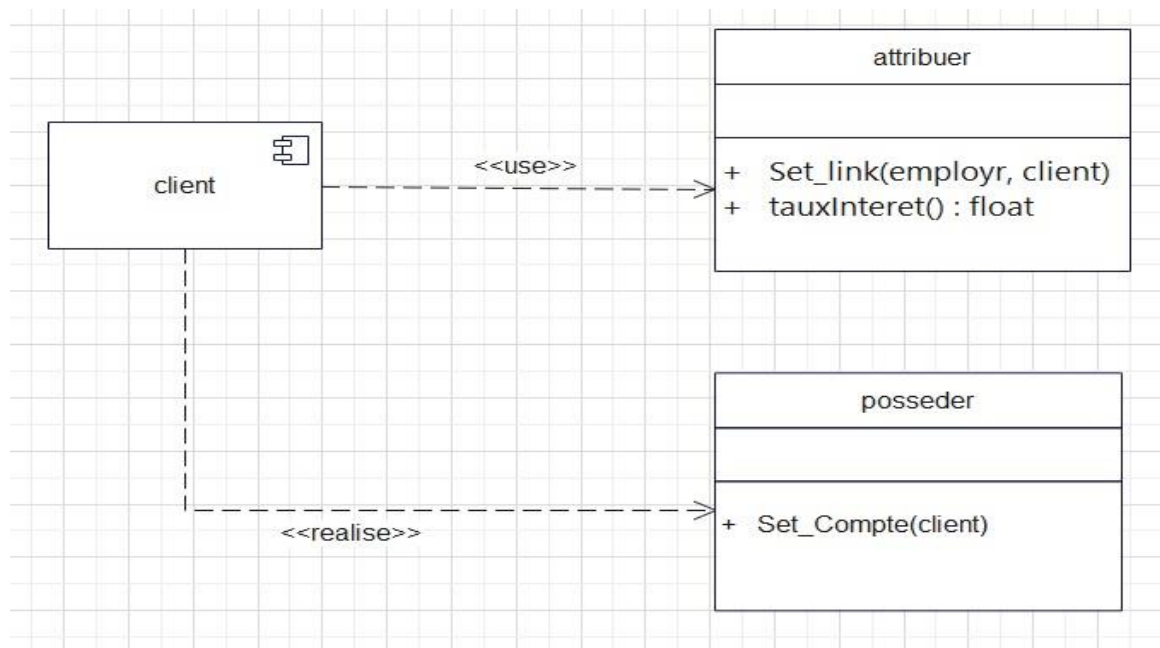 attribuer
client
<<use>>
+ Set_link(employr, client)
+ tauxInteret() : float
posseder
+ Set_Compte(client)
<<realise>>